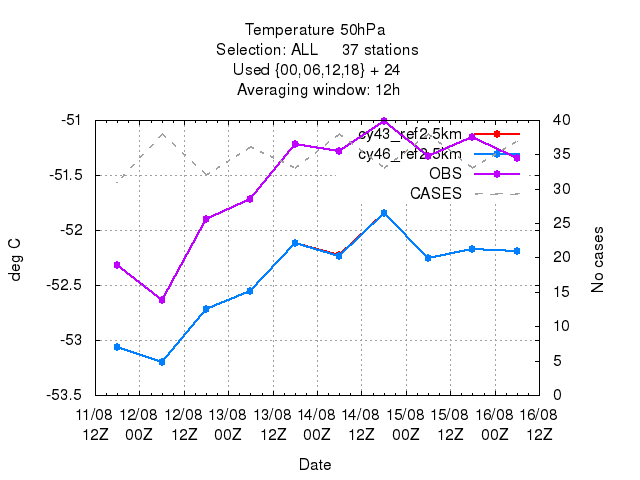 Temperature 50hPa
Selection: ALL 37 stations
Used {00,06,12,18} + 24
Averaging window: 12h
-51
-51.5
-52
-52.5
-53
-53.5
deg C
40
35
30
25
20
15
10
5
0
No cases
cy43_ref2.5km
cy46_ref2.5km
OBS
CASES
11/08 12/08 12/08 13/08 13/08 14/08 14/08 15/08 15/08 16/08 16/08
12Z 00Z 12Z 00Z 12Z 00Z 12Z 00Z 12Z 00Z 12Z
Date